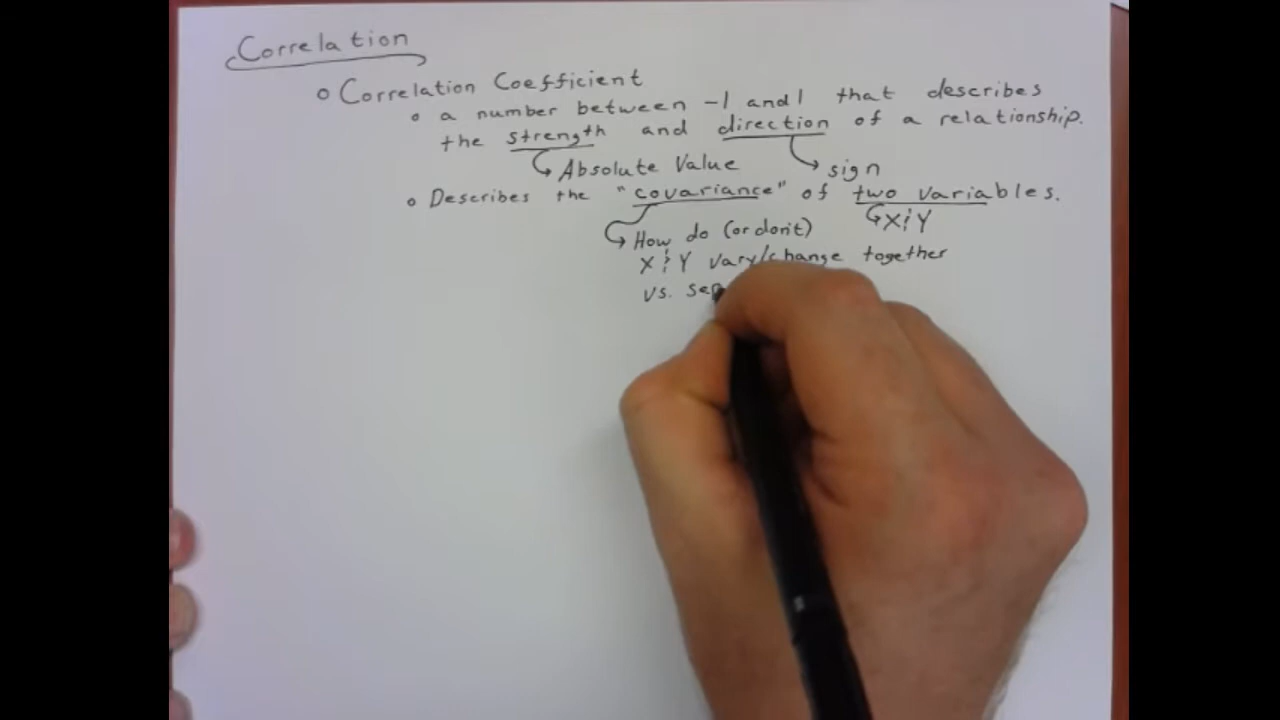 Correlation
o Correlation Coefficient
o a number between -1 and 1 that describes
the strength and direction of a relationship.
Absolute Value
sign
o Describes the "covariance" of two variables.
X & Y
How do (or don't)
X & Y vary/change together
vs. sep